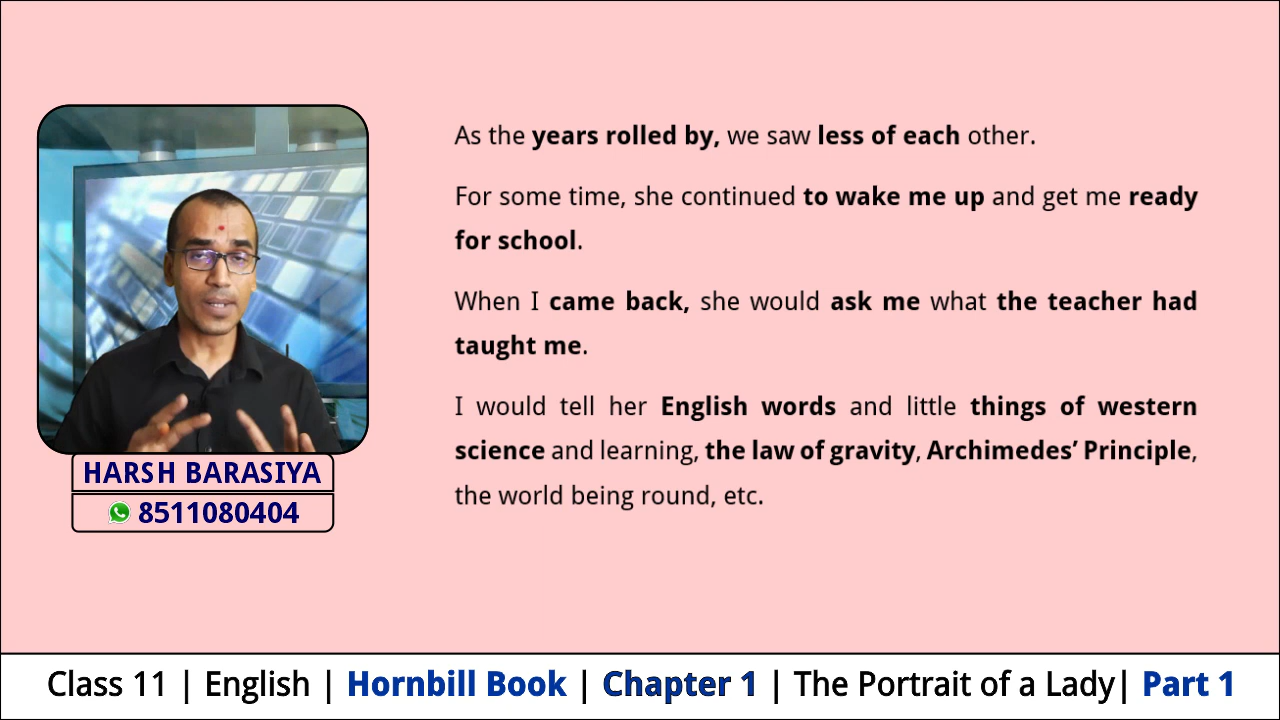 As the years rolled by, we saw less of each other.
For some time, she continued to wake me up and get me ready
for school.
When I came back, she would ask me what the teacher had
taught me.
I would tell her English words and little things of western
science and learning, the law of gravity, Archimedes’ Principle,
the world being round, etc.
HARSH BARASIYA
8511080404
Class 11 | English | Hornbill Book | Chapter 1 | The Portrait of a Lady| Part 1